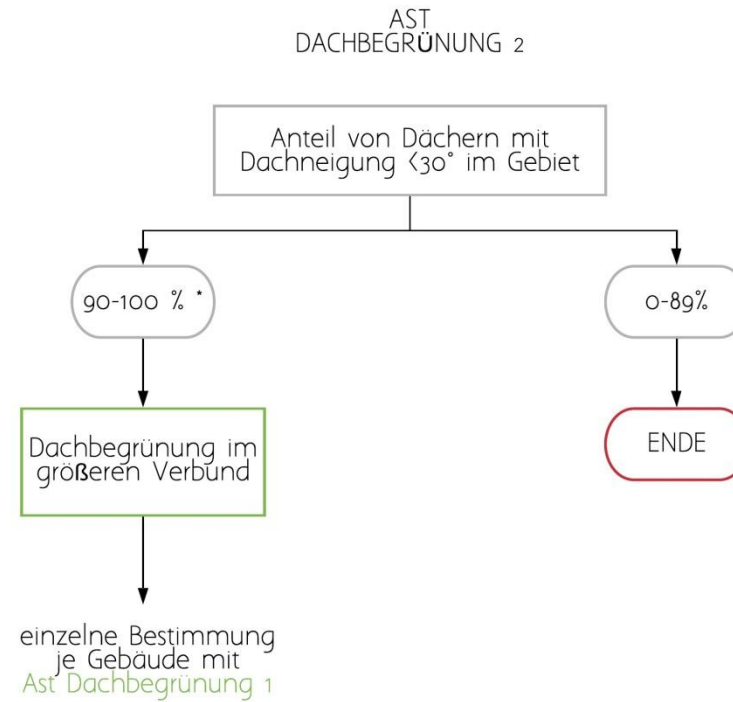 AST
DACHBEGRÜNUNG 2
Anteil von Dächern mit
Dachneigung <30° im Gebiet
90-100 % *
0-89%
Dachbegrünung im
größeren Verbund
ENDE
einzelne Bestimmung
je Gebäude mit
Ast Dachbegrünung 1